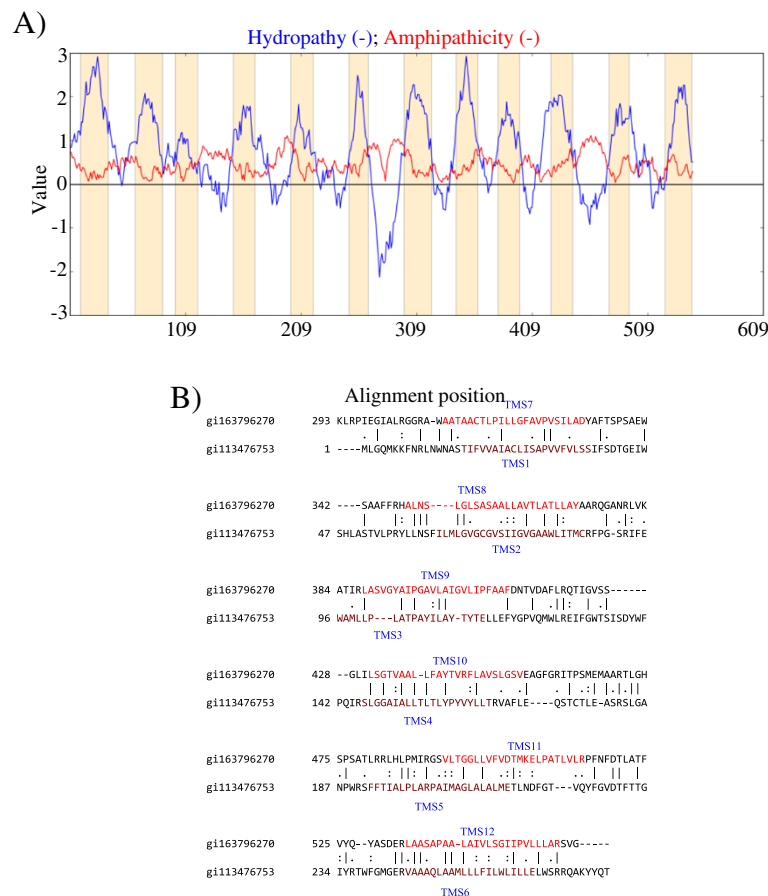 A)
Hydropathy (-); Amphipathicity (-)
3
2
1
0
-1
-2
-3
Value
109 209 309 409 509 609
B)
Alignment position
TMS7
gi163796270 293 KLRPIEGIALRGGRA-WAATAACTLPILLGFAVPVSILADYAFTSPSAEW
. | : | | |. . | || . . |
gi113476753 1 ----MLGQMKKFNRLNWNASTIFVVAIACLISAPVVFVLSSIFSDTGEIW
TMS1
TMS8
gi163796270 342 ----SAAFFRHALNS----LGLSASAALLAVTLATLLAYAARQGANRLVK
| |: ||| ||. .:: | . |: .| : .
gi113476753 47 SHLASTVLPRYLLNSFILMLGVGCGVSIIGVGAAWLITMCRFPG-SRIFE
TMS2
TMS9
gi163796270 384 ATIRLASVGYAIPGAVLAIGVLIPFAAFDNTVDAFLRQTIGVSS------
. | | | :|| . . . | . | .||: | .
gi113476753 96 WAMLLP---LATPAYILAY-TYTELLEFYGPVQMWLREIFGWTSISDYWF
TMS3
TMS10
gi163796270 428 --GLILSGTVAAL-LFAYTVRFLAVSLGSVEAGFGRITPSMEMAARTLGH
|| | | | | | :| . . | . .|.||.|.||
gi113476753 142 PQIRSLGGAIALLTLTLYPYVYLLTRVAFLE----QSTCTLE-ASRSLGA
TMS4
TMS11
gi163796270 475 SPSATLRRLHLPMIRGSVLTGGLLVFVDTMKELPATLVLRPFNFDTLATF
.| . : ||: | .:: | . | ::| .. | |
gi113476753 187 NPWRSFFTIALPLARPAIMAGLALALMETLNDFGT---VQYFGVDTFTTG
TMS5
TMS12
gi163796270 525 VYQ--YASDERLAASAPAA-LAIVLSGIIPVLLLARSVG-----
:|. | :|. | . || | : | : | . |
gi113476753 234 IYRTWFGMGERVAAAQLAAMLLLFILWLILLELWSRRQAKYYQT
TMS6